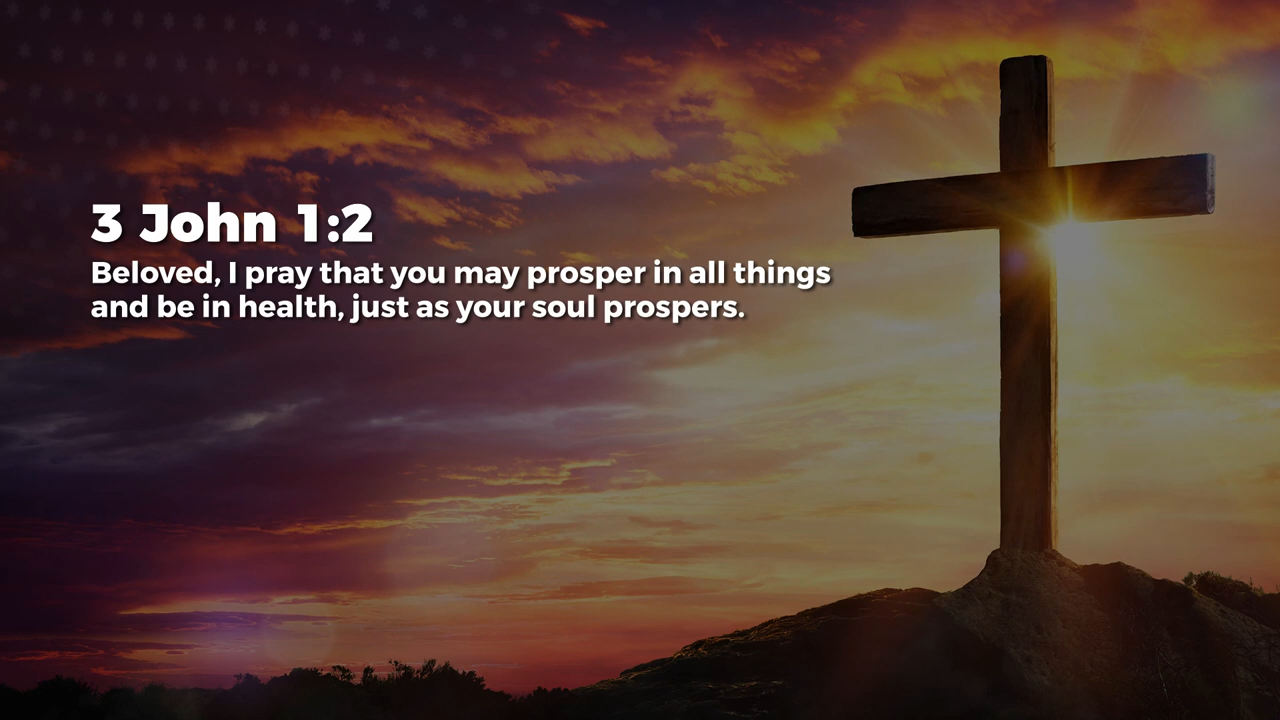 3 John 1:2
Beloved, I pray that you may prosper in all things
and be in health, just as your soul prospers.